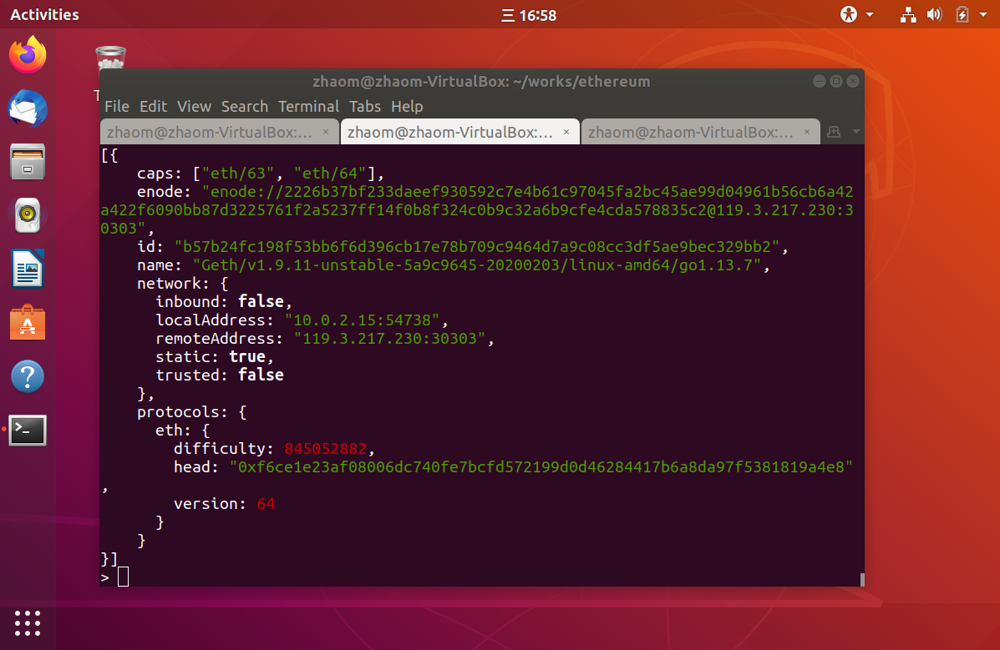 Activities
三 16:58
zhaom@zhaom-VirtualBox: ~/works/ethereum
File Edit View Search Terminal Tabs Help
zhaom@zhaom-VirtualBox:... × zhaom@zhaom-VirtualBox:... × zhaom@zhaom-VirtualBox:... ×
[{
    caps: ["eth/63", "eth/64"],
    enode: "enode://2226b37bf233daeef930592c7e4b61c97045fa2bc45ae99d04961b56cb6a42
a422f6090bb87d3225761f2a5237ff14f0b8f324c0b9c32a6b9cfe4cda578835c2@119.3.217.230:3
0303",
    id: "b57b24fc198f53bb6f6d396cb17e78b709c9464d7a9c08cc3df5ae9bec329bb2",
    name: "Geth/v1.9.11-unstable-5a9c9645-20200203/linux-amd64/go1.13.7",
    network: {
      inbound: false,
      localAddress: "10.0.2.15:54738",
      remoteAddress: "119.3.217.230:30303",
      static: true,
      trusted: false
    },
    protocols: {
      eth: {
        difficulty: 845052882,
        head: "0xf6ce1e23af08006dc740fe7bcfd572199d0d46284417b6a8da97f5381819a4e8"
,
        version: 64
      }
    }
}]
>